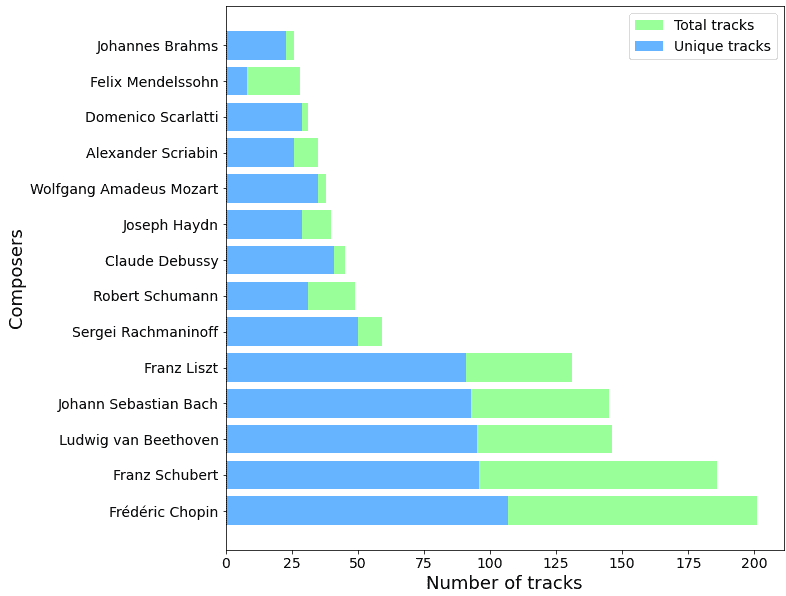 Total tracks
Unique tracks
Composers
Johannes Brahms
Felix Mendelssohn
Domenico Scarlatti
Alexander Scriabin
Wolfgang Amadeus Mozart
Joseph Haydn
Claude Debussy
Robert Schumann
Sergei Rachmaninoff
Franz Liszt
Johann Sebastian Bach
Ludwig van Beethoven
Franz Schubert
Frédéric Chopin
0 25 50 75 100 125 150 175 200
Number of tracks